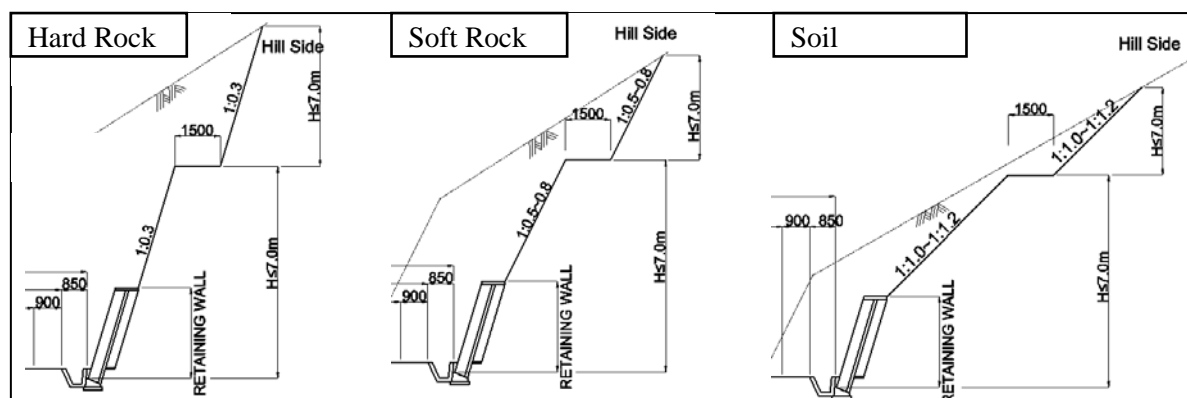 Hard Rock
Hill Side
1:0.3
H≤7.0m
1500
1:0.3
H≤7.0m
850
900
RETAINING WALL
Soft Rock
Hill Side
1:0.5~0.8
H≤7.0m
1500
1:0.5~0.8
H≤7.0m
850
900
RETAINING WALL
Soil
Hill Side
1500
1:1.0~1:1.2
H≤7.0m
900
850
1:1.0~1:1.2
H≤7.0m
RETAINING WALL